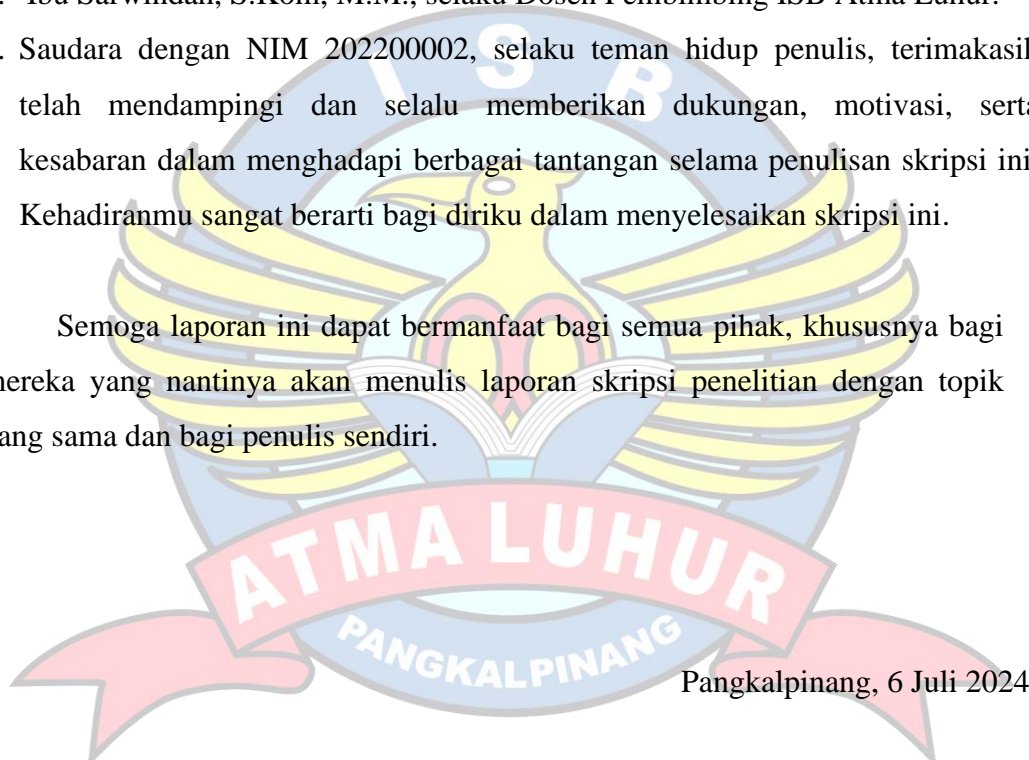 . Ibu Sarwindah, S.Kom, M.M., selaku Dosen Pembimbing ISB Atma Luhur.
. Saudara dengan NIM 202200002, selaku teman hidup penulis, terimakasih
telah mendampingi dan selalu memberikan dukungan, motivasi, serta
kesabaran dalam menghadapi berbagai tantangan selama penulisan skripsi ini
Kehadiranmu sangat berarti bagi diriku dalam menyelesaikan skripsi ini.
Semoga laporan ini dapat bermanfaat bagi semua pihak, khususnya bagi
mereka yang nantinya akan menulis laporan skripsi penelitian dengan topik
yang sama dan bagi penulis sendiri.
Pangkalpinang, 6 Juli 2024
I S B
ATMA LUHUR
PANGKALPINANG